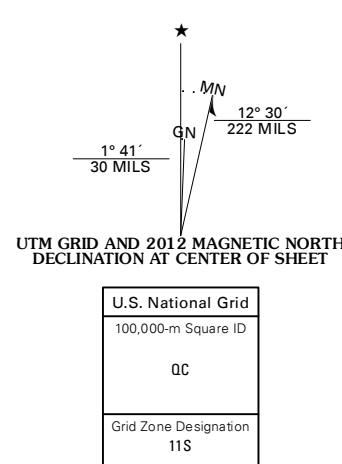 ★
MN
GN
12° 30´
222 MILS
1° 41´
30 MILS
UTM GRID AND 2012 MAGNETIC NORTH
DECLINATION AT CENTER OF SHEET
U.S. National Grid
100,000-m Square ID
QC
Grid Zone Designation
11S